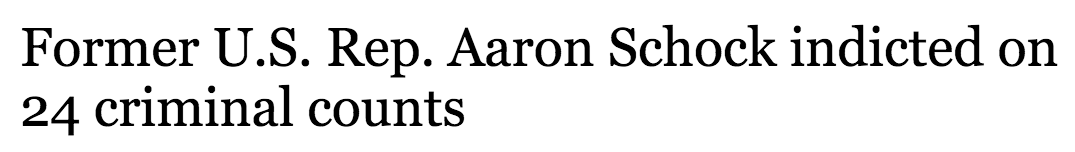 Former U.S. Rep. Aaron Schock indicted on
24 criminal counts